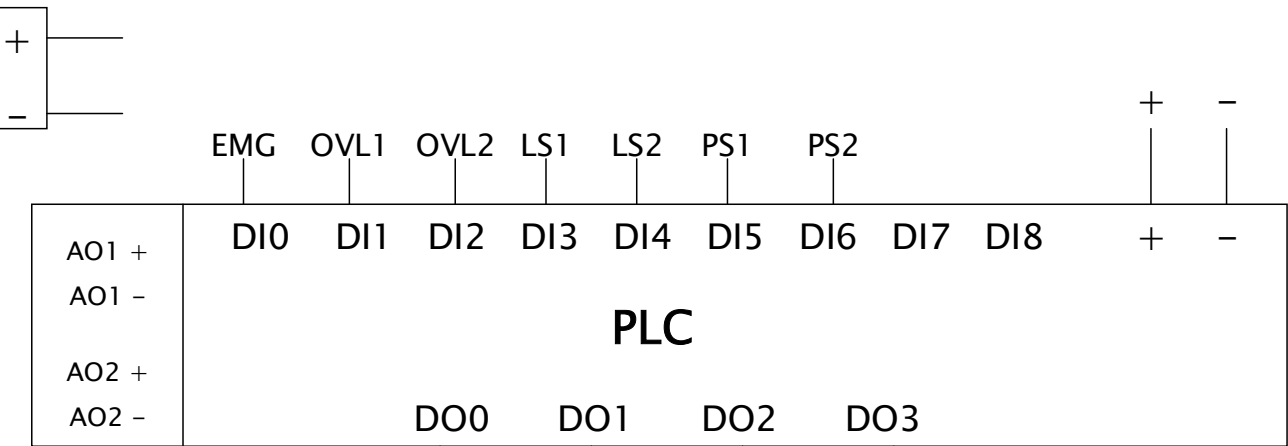 +
–
+ –
EMG OVL1 OVL2 LS1 LS2 PS1 PS2
DI0 DI1 DI2 DI3 DI4 DI5 DI6 DI7 DI8 + –
AO1 +
AO1 –
PLC
AO2 +
AO2 –
DO0 DO1 DO2 DO3